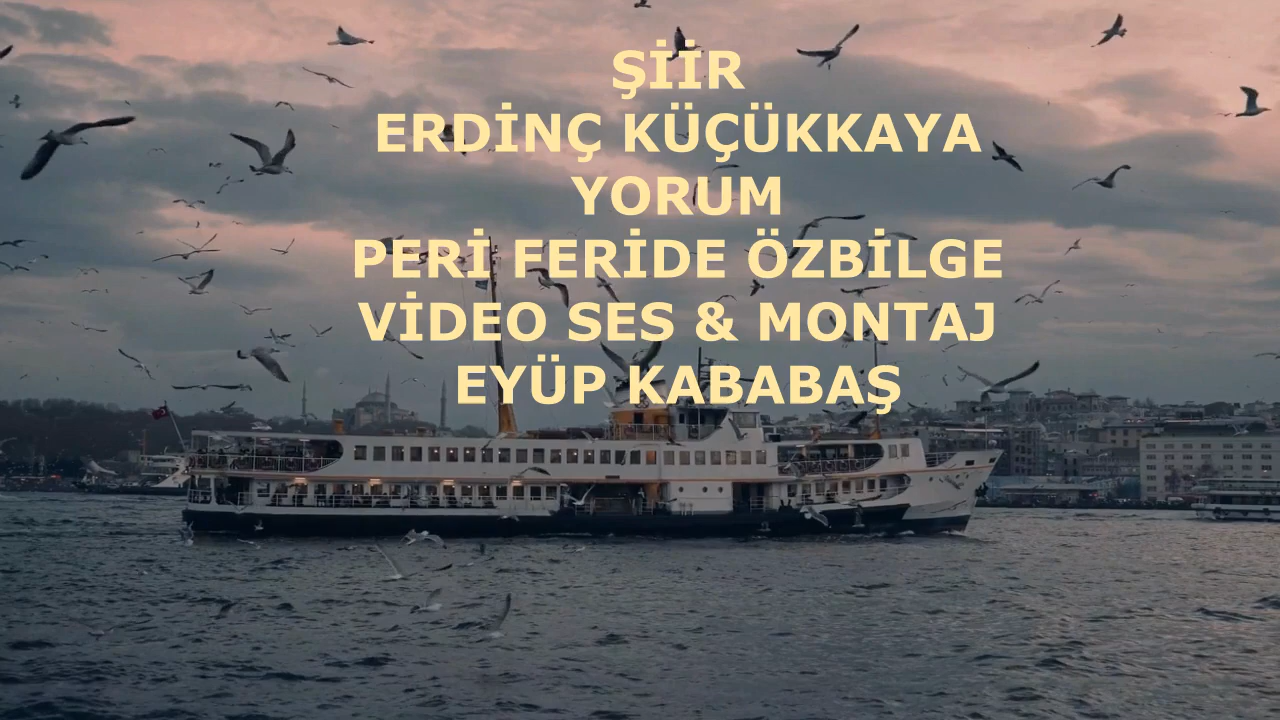 ŞİİR
ERDİNÇ KÜÇÜKKAYA
YORUM
PERİ FERİDE ÖZBİLGE
VİDEO SES & MONTAJ
EYÜP KABABAŞ